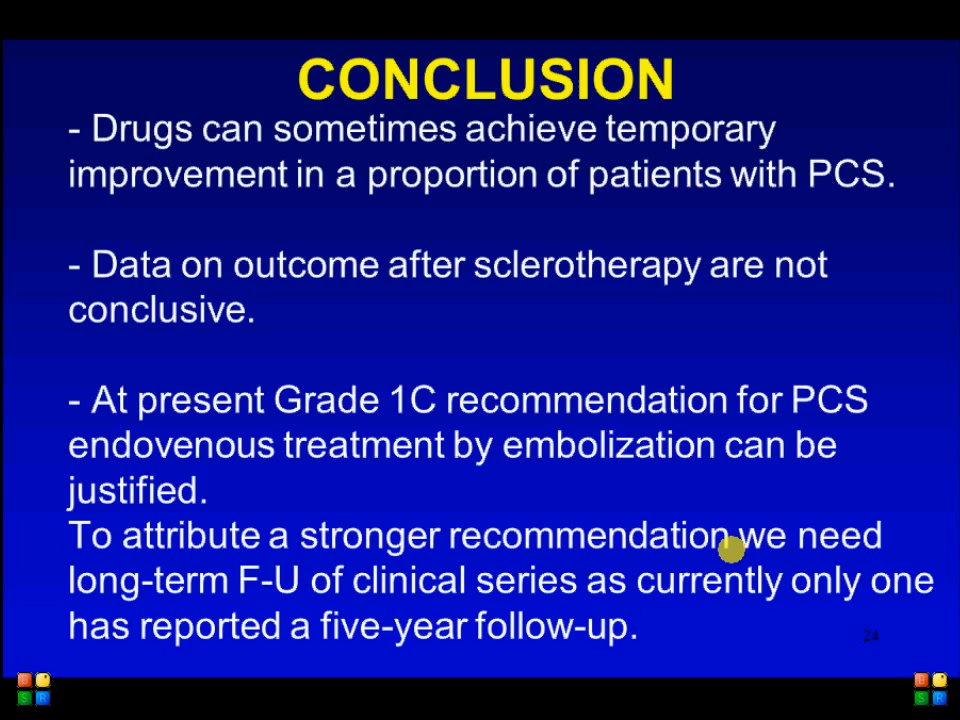 CONCLUSION
- Drugs can sometimes achieve temporary
improvement in a proportion of patients with PCS.
- Data on outcome after sclerotherapy are not
conclusive.
- At present Grade 1C recommendation for PCS
endovenous treatment by embolization can be
justified.
To attribute a stronger recommendation we need
long-term F-U of clinical series as currently only one
has reported a five-year follow-up.
24
B
S R
B
S R